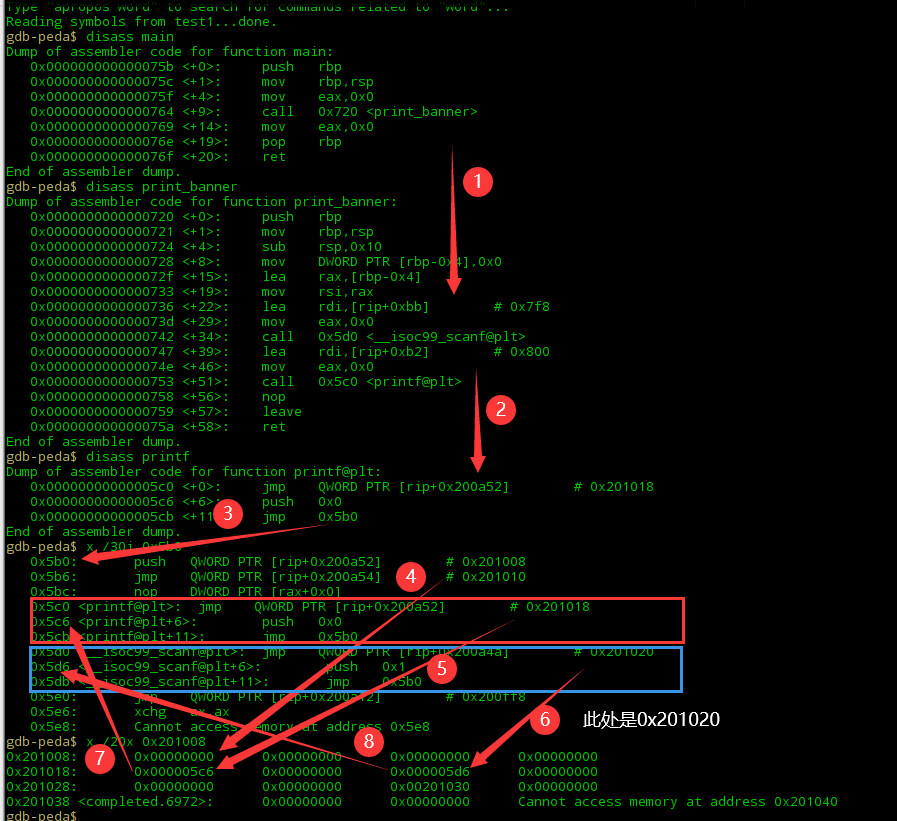 Type "apropos word" to search for commands related to "word"...
Reading symbols from test1...done.
gdb-peda$ disass main
Dump of assembler code for function main:
0x000000000000075b <+0>: push rbp
0x000000000000075c <+1>: mov rbp,rsp
0x000000000000075f <+4>: mov eax,0x0
0x0000000000000764 <+9>: call 0x720 <print_banner>
0x0000000000000769 <+14>: mov eax,0x0
0x000000000000076e <+19>: pop rbp
0x000000000000076f <+20>: ret
End of assembler dump.
gdb-peda$ disass print_banner
1
Dump of assembler code for function print_banner:
0x0000000000000720 <+0>: push rbp
0x0000000000000721 <+1>: mov rbp,rsp
0x0000000000000724 <+4>: sub rsp,0x10
0x0000000000000728 <+8>: mov DWORD PTR [rbp-0x4],0x0
0x000000000000072f <+15>: lea rax,[rbp-0x4]
0x0000000000000733 <+19>: mov rsi,rax
0x0000000000000736 <+22>: lea rdi,[rip+0xbb] # 0x7f8
0x000000000000073d <+29>: mov eax,0x0
0x0000000000000742 <+34>: call 0x5d0 <__isoc99_scanf@plt>
0x0000000000000747 <+39>: lea rdi,[rip+0xb2] # 0x800
0x000000000000074e <+46>: mov eax,0x0
0x0000000000000753 <+51>: call 0x5c0 <printf@plt>
0x0000000000000758 <+56>: nop
0x0000000000000759 <+57>: leave
2
0x000000000000075a <+58>: ret
End of assembler dump.
gdb-peda$ disass printf
Dump of assembler code for function printf@plt:
0x00000000000005c0 <+0>: jmp QWORD PTR [rip+0x200a52] # 0x201018
0x00000000000005c6 <+6>: push 0x0
0x00000000000005cb <+11 jmp 0x5b0
3
End of assembler dump.
gdb-peda$ x /30i 0x5b0
0x5b0: push QWORD PTR [rip+0x200a52] # 0x201008
0x5b6: jmp QWORD PTR [rip+0x200a54] # 0x201010
4
0x5bc: nop DWORD PTR [rax+0x0]
0x5c0 <printf@plt>: jmp QWORD PTR [rip+0x200a52] # 0x201018
0x5c6 <printf@plt+6>: push 0x0
0x5cb <printf@plt+11>: jmp 0x5b0
0x5d0 <__isoc99_scanf@plt>: jmp QWORD PTR [rip+0x200a4a] # 0x201020
0x5d6 <__isoc99_scanf@plt+6>: push 0x1
5
0x5db <__isoc99_scanf@plt+11>: jmp 0x5b0
0x5e0: jmp QWORD PTR [rip+0x200a12] # 0x200ff8
0x5e6: xchg ax,ax
6 此处是0x201020
0x5e8: Cannot access memory at address 0x5e8
gdb-peda$ x /20x 0x201008
8
0x201008: 0x00000000 0x00000000 0x00000000 0x00000000
7
0x201018: 0x000005c6 0x00000000 0x000005d6 0x00000000
0x201028: 0x00000000 0x00000000 0x00201030 0x00000000
0x201038 <completed.6972>: 0x00000000 0x00000000 Cannot access memory at address 0x201040
gdb-peda$